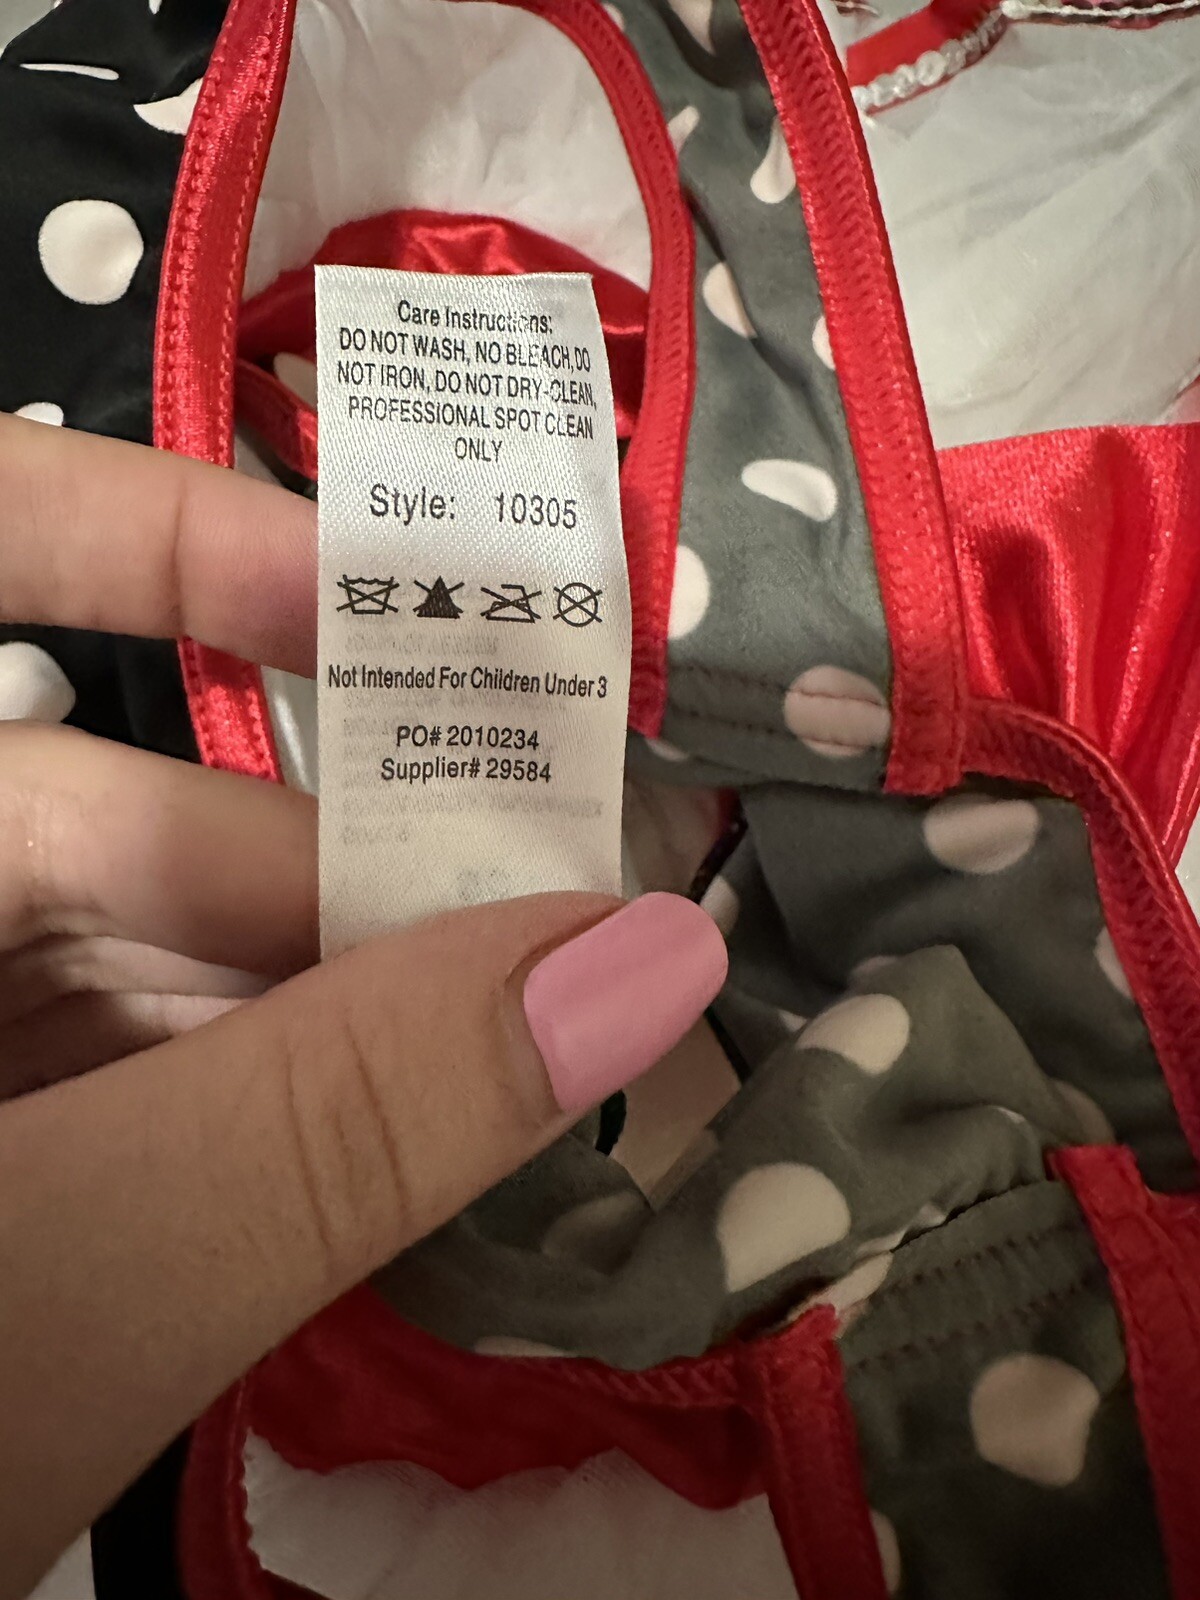 Care Instructions:
DO NOT WASH, NO BLEACH, DO
NOT IRON, DO NOT DRY-CLEAN,
PROFESSIONAL SPOT CLEAN
ONLY
Style: 10305
Not Intended For Children Under 3
PO# 2010234
Supplier# 29584